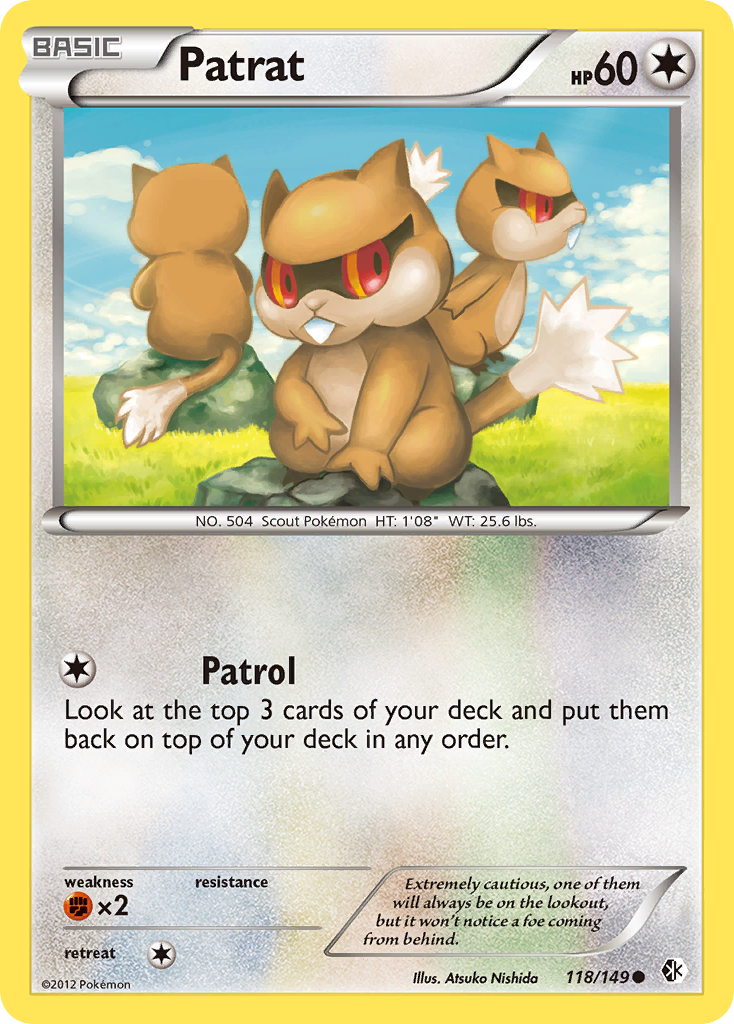 BASIC
Patrat
HP60
NO. 504 Scout Pokémon HT: 1'08" WT: 25.6 lbs.
Patrol
Look at the top 3 cards of your deck and put them
back on top of your deck in any order.
weakness
resistance
×2
retreat
Extremely cautious, one of them
will always be on the lookout,
but it won't notice a foe coming
from behind.
©2012 Pokémon
Illus. Atsuko Nishida
118/149